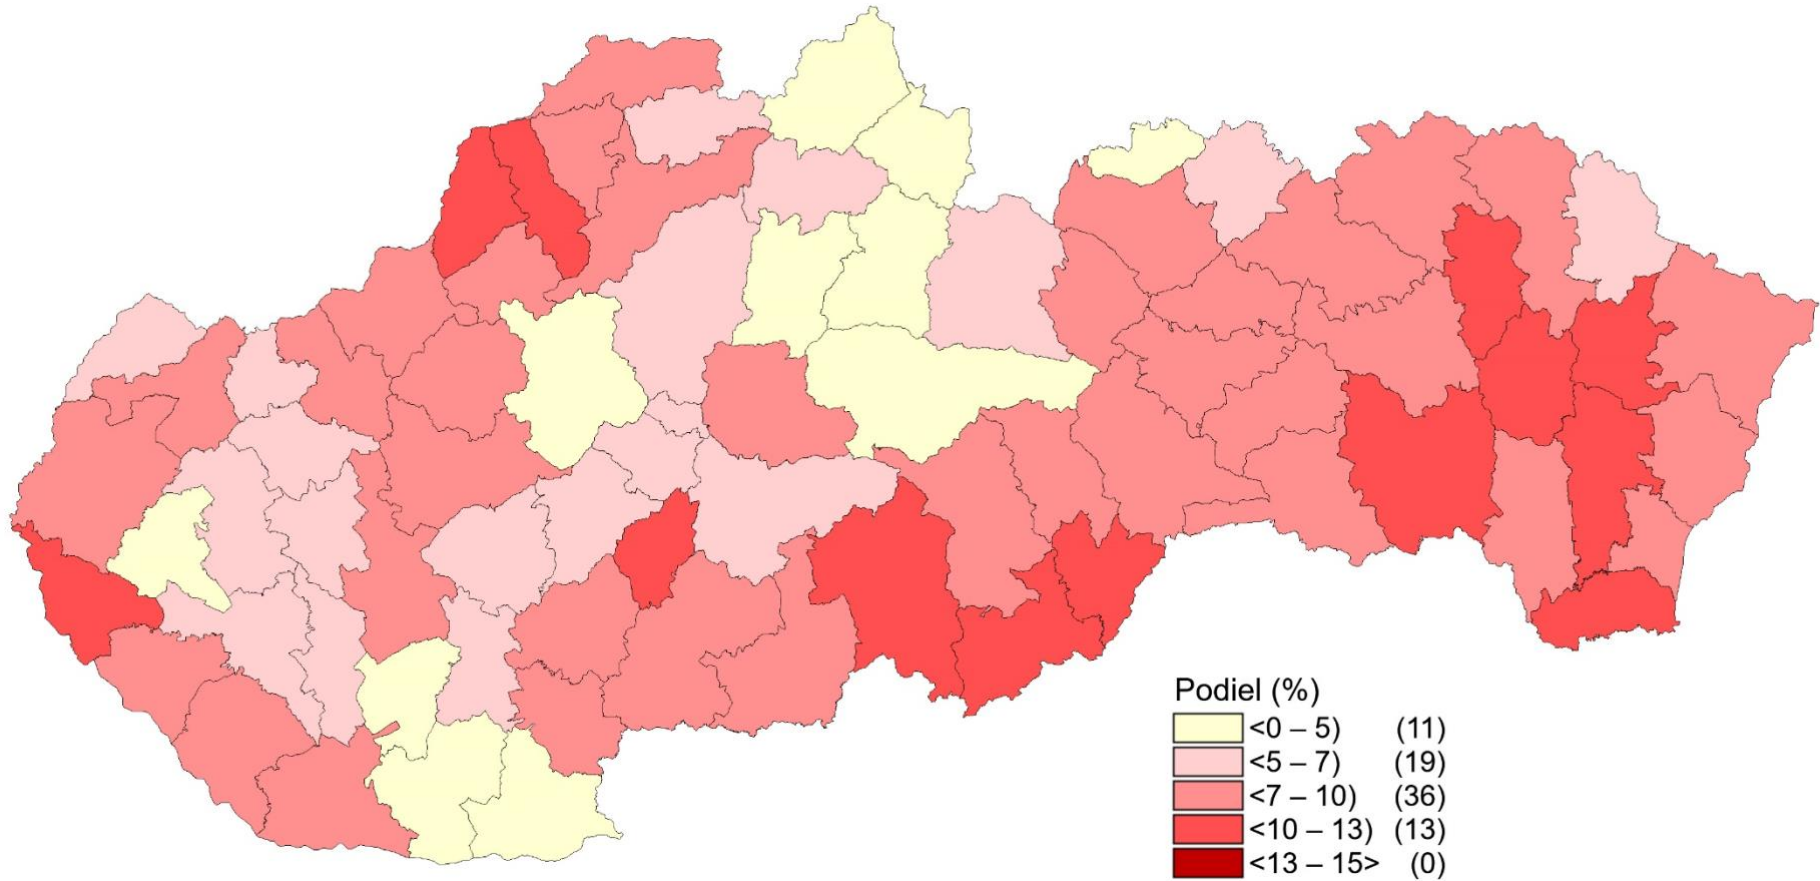 Podiel (%)
<0 – 5) (11)
<5 – 7) (19)
<7 – 10) (36)
<10 – 13) (13)
<13 – 15> (0)